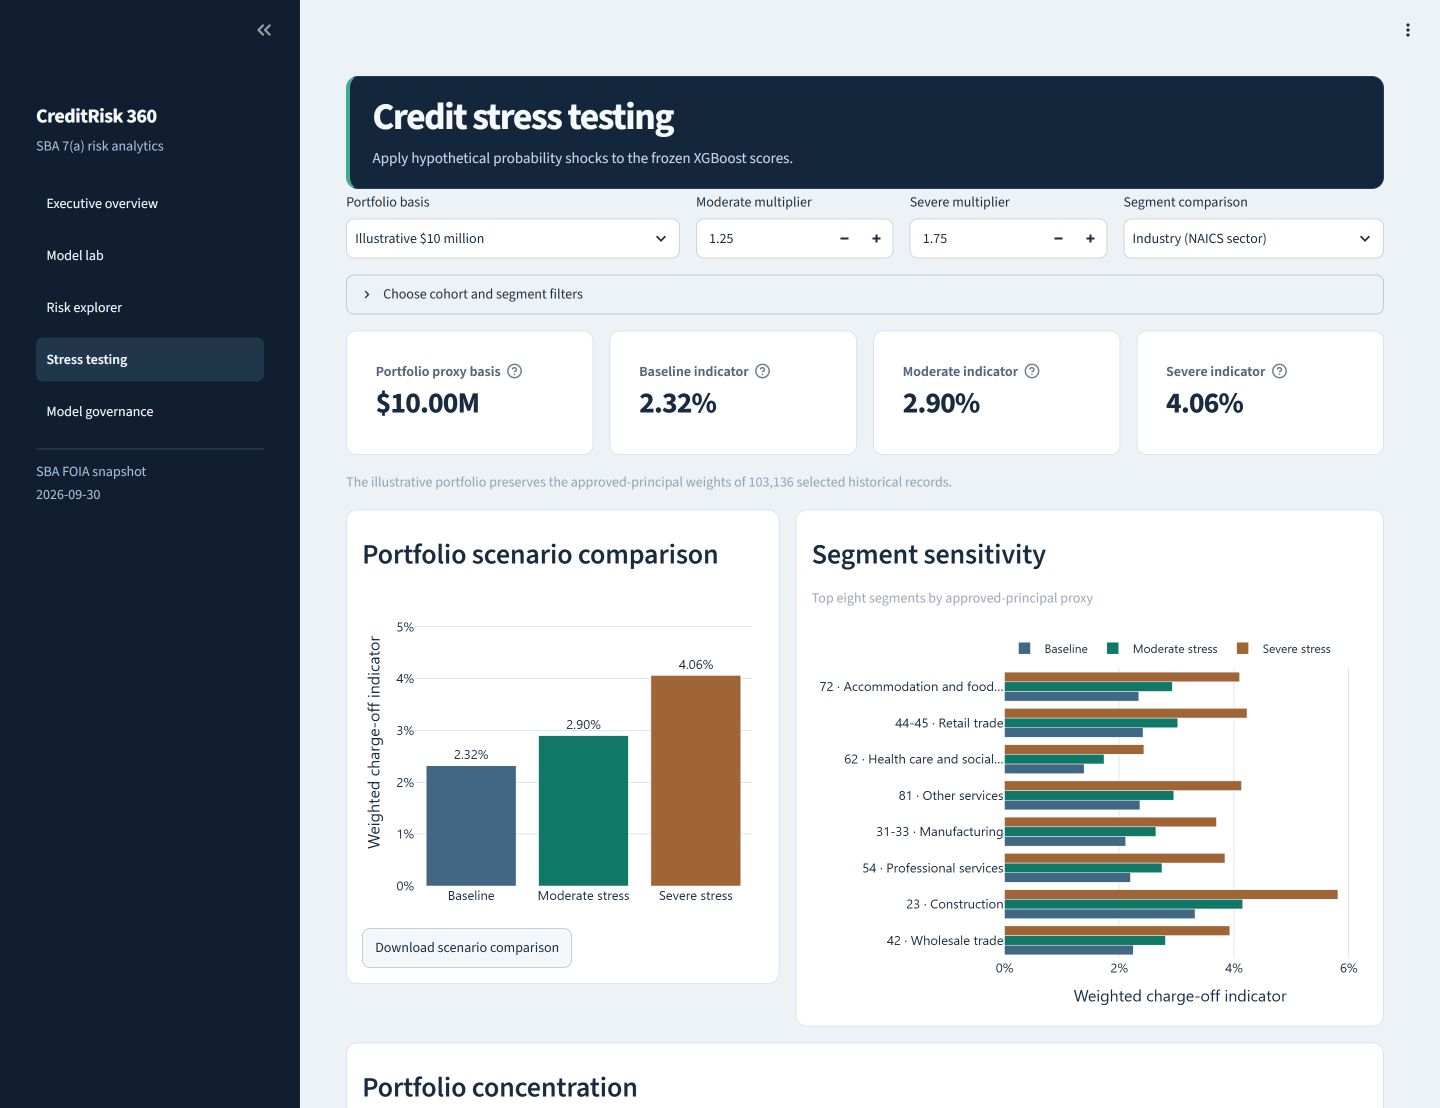 CreditRisk 360
SBA 7(a) risk analytics
Executive overview
Model lab
Risk explorer
Stress testing
Model governance
SBA FOIA snapshot
2026-09-30
Credit stress testing
Apply hypothetical probability shocks to the frozen XGBoost scores.
Portfolio basis
Illustrative $10 million
Moderate multiplier
1.25
Severe multiplier
1.75
Segment comparison
Industry (NAICS sector)
Choose cohort and segment filters
Portfolio proxy basis
$10.00M
Baseline indicator
2.32%
Moderate indicator
2.90%
Severe indicator
4.06%
The illustrative portfolio preserves the approved-principal weights of 103,136 selected historical records.
Portfolio scenario comparison
Weighted charge-off indicator
5%
4%
3%
2%
1%
0%
2.32%
2.90%
4.06%
Baseline
Moderate stress
Severe stress
Download scenario comparison
Segment sensitivity
Top eight segments by approved-principal proxy
Baseline
Moderate stress
Severe stress
72 · Accommodation and food...
44-45 · Retail trade
62 · Health care and social...
81 · Other services
31-33 · Manufacturing
54 · Professional services
23 · Construction
42 · Wholesale trade
0% 2% 4% 6%
Weighted charge-off indicator
Portfolio concentration